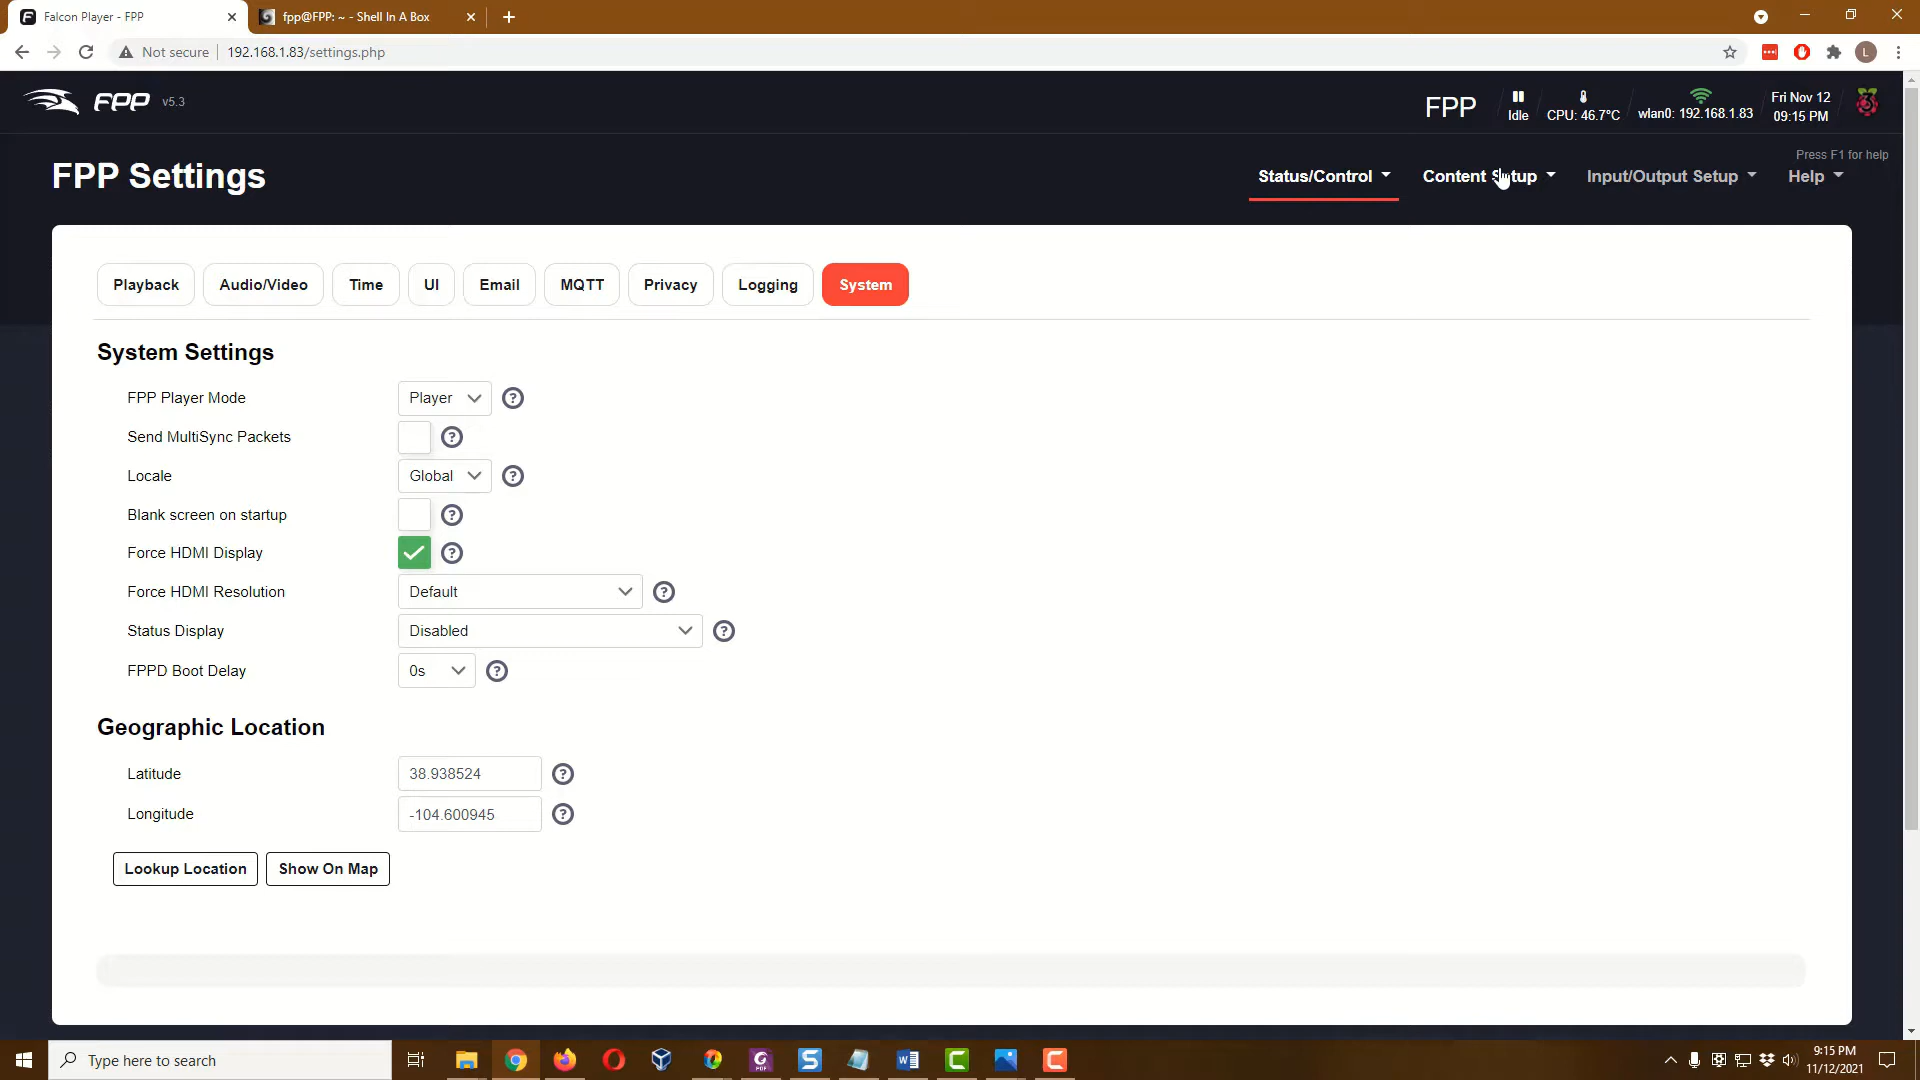 Falcon Player - FPP
fpp@FPP: ~ - Shell In A Box
Not secure
192.168.1.83/settings.php
L
FPP
v5.3
FPP
Idle
CPU: 46.7°C
wlan0: 192.168.1.83
Fri Nov 12
09:15 PM
Press F1 for help
FPP Settings
Status/Control
Content Setup
Input/Output Setup
Help
Playback
Audio/Video
Time
UI
Email
MQTT
Privacy
Logging
System
System Settings
FPP Player Mode
Player
Send MultiSync Packets
Locale
Global
Blank screen on startup
Force HDMI Display
Force HDMI Resolution
Default
Status Display
Disabled
FPPD Boot Delay
0s
Geographic Location
Latitude
38.938524
Longitude
-104.600945
Lookup Location
Show On Map
Type here to search
9:15 PM
11/12/2021